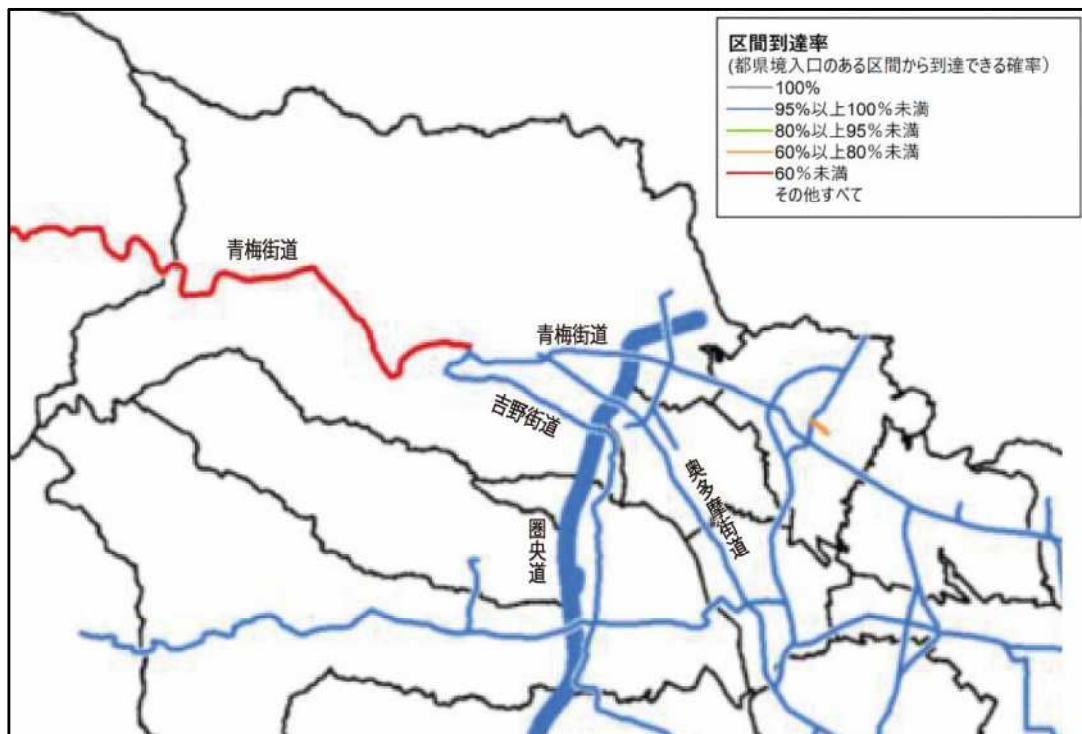 区間到達率
(都県境入口のある区間から到達できる確率)
100%
95%以上100%未満
80%以上95%未満
60%以上80%未満
60%未満
その他すべて
青梅街道
青梅街道
吉野街道
奥多摩街道
圏央道